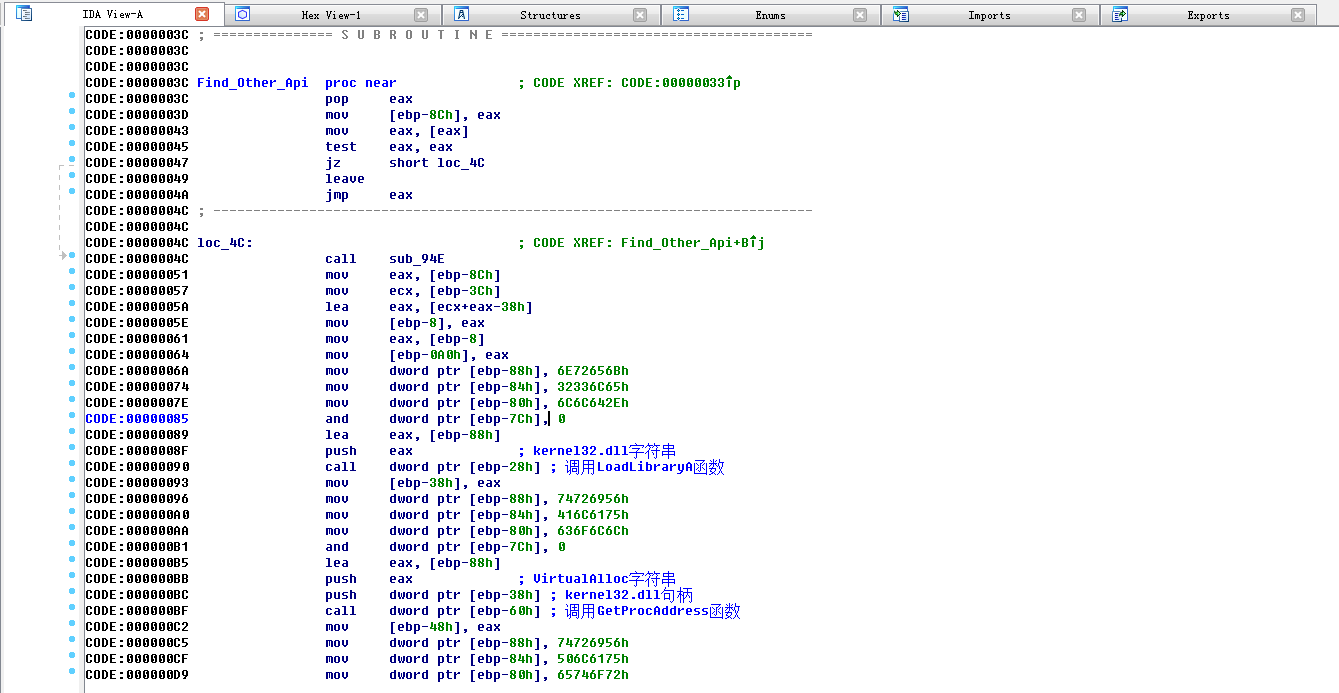 IDA View-A Hex View-1 Structures Enums Imports Exports
CODE:0000003C ; =============== S U B R O U T I N E =======================================
CODE:0000003C
CODE:0000003C
CODE:0000003C Find_Other_Api proc near ; CODE XREF: CODE:00000033↑p
CODE:0000003C pop eax
CODE:0000003D mov [ebp-8Ch], eax
CODE:00000043 mov eax, [eax]
CODE:00000045 test eax, eax
CODE:00000047 jz short loc_4C
CODE:00000049 leave
CODE:0000004A jmp eax
CODE:0000004C ; ---------------------------------------------------------------------------
CODE:0000004C
CODE:0000004C loc_4C: ; CODE XREF: Find_Other_Api+B↑j
CODE:0000004C call sub_94E
CODE:00000051 mov eax, [ebp-8Ch]
CODE:00000057 mov ecx, [ebp-3Ch]
CODE:0000005A lea eax, [ecx+eax-38h]
CODE:0000005E mov [ebp-8], eax
CODE:00000061 mov eax, [ebp-8]
CODE:00000064 mov [ebp-0A0h], eax
CODE:0000006A mov dword ptr [ebp-88h], 6E72656Bh
CODE:00000074 mov dword ptr [ebp-84h], 32336C65h
CODE:0000007E mov dword ptr [ebp-80h], 6C6C642Eh
CODE:00000085 and dword ptr [ebp-7Ch], 0
CODE:00000089 lea eax, [ebp-88h]
CODE:0000008F push eax ; kernel32.dll字符串
CODE:00000090 call dword ptr [ebp-28h] ; 调用LoadLibraryA函数
CODE:00000093 mov [ebp-38h], eax
CODE:00000096 mov dword ptr [ebp-88h], 74726956h
CODE:000000A0 mov dword ptr [ebp-84h], 416C6175h
CODE:000000AA mov dword ptr [ebp-80h], 636F6C6Ch
CODE:000000B1 and dword ptr [ebp-7Ch], 0
CODE:000000B5 lea eax, [ebp-88h]
CODE:000000BB push eax ; VirtualAlloc字符串
CODE:000000BC push dword ptr [ebp-38h] ; kernel32.dll句柄
CODE:000000BF call dword ptr [ebp-60h] ; 调用GetProcAddress函数
CODE:000000C2 mov [ebp-48h], eax
CODE:000000C5 mov dword ptr [ebp-88h], 74726956h
CODE:000000CF mov dword ptr [ebp-84h], 506C6175h
CODE:000000D9 mov dword ptr [ebp-80h], 65746F72h